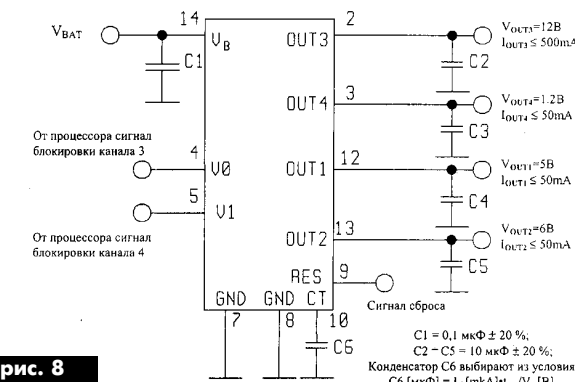 14
2
V_BAT
V_B
OUT3
V_OUT3=12В
I_OUT3 ≤ 500mA
C1
C2
3
OUT4
V_OUT4=1.2В
I_OUT4 ≤ 50mA
C3
От процессора сигнал
блокировки канала 3
4
V0
OUT1
12
V_OUT1=5В
I_OUT1 ≤ 50mA
C4
5
V1
От процессора сигнал
блокировки канала 4
OUT2
13
V_OUT2=6В
I_OUT2 ≤ 50mA
C5
RES
9
Сигнал сброса
GND
GND
CT
7
8
10
C6
C1 = 0,1 мкФ ± 20 %;
C2 – C5 = 10 мкФ ± 20 %;
Конденсатор C6 выбирают из условия
рис. 8